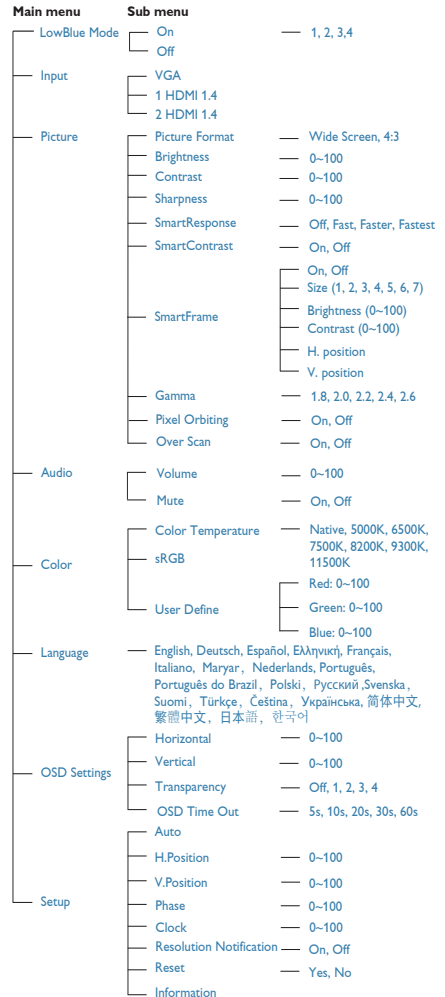 Main menu Sub menu
LowBlue Mode On 1, 2, 3,4
Off
Input VGA
1 HDMI 1.4
2 HDMI 1.4
Picture Picture Format Wide Screen, 4:3
Brightness 0~100
Contrast 0~100
Sharpness 0~100
SmartResponse Off, Fast, Faster, Fastest
SmartContrast On, Off
On, Off
Size (1, 2, 3, 4, 5, 6, 7)
SmartFrame Brightness (0~100)
Contrast (0~100)
H. position
V. position
Gamma 1.8, 2.0, 2.2, 2.4, 2.6
Pixel Orbiting On, Off
Over Scan On, Off
Audio Volume 0~100
Mute On, Off
Color Temperature Native, 5000K, 6500K,
7500K, 8200K, 9300K,
11500K
Color sRGB
Red: 0~100
User Define Green: 0~100
Blue: 0~100
Language English, Deutsch, Español, Ελληνική, Français,
Italiano, Maryar, Nederlands, Português,
Português do Brazil, Polski, Русский ,Svenska,
Suomi, Türkçe, Čeština, Українська, 简体中文,
繁體中文, 日本語, 한국어
Horizontal 0~100
Vertical 0~100
OSD Settings Transparency Off, 1, 2, 3, 4
OSD Time Out 5s, 10s, 20s, 30s, 60s
Auto
H.Position 0~100
V.Position 0~100
Setup Phase 0~100
Clock 0~100
Resolution Notification On, Off
Reset Yes, No
Information